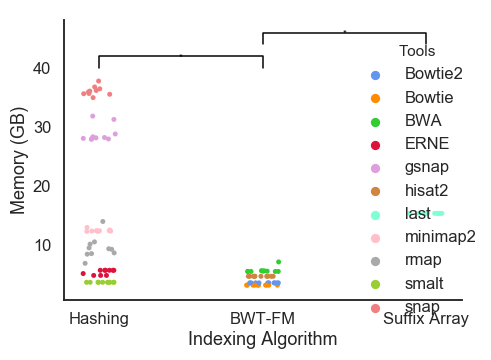 Tools
Bowtie2
Bowtie
BWA
ERNE
gsnap
hisat2
last
minimap2
rmap
smalt
snap
Memory (GB)
40
30
20
10
Hashing
BWT-FM
Suffix Array
Indexing Algorithm